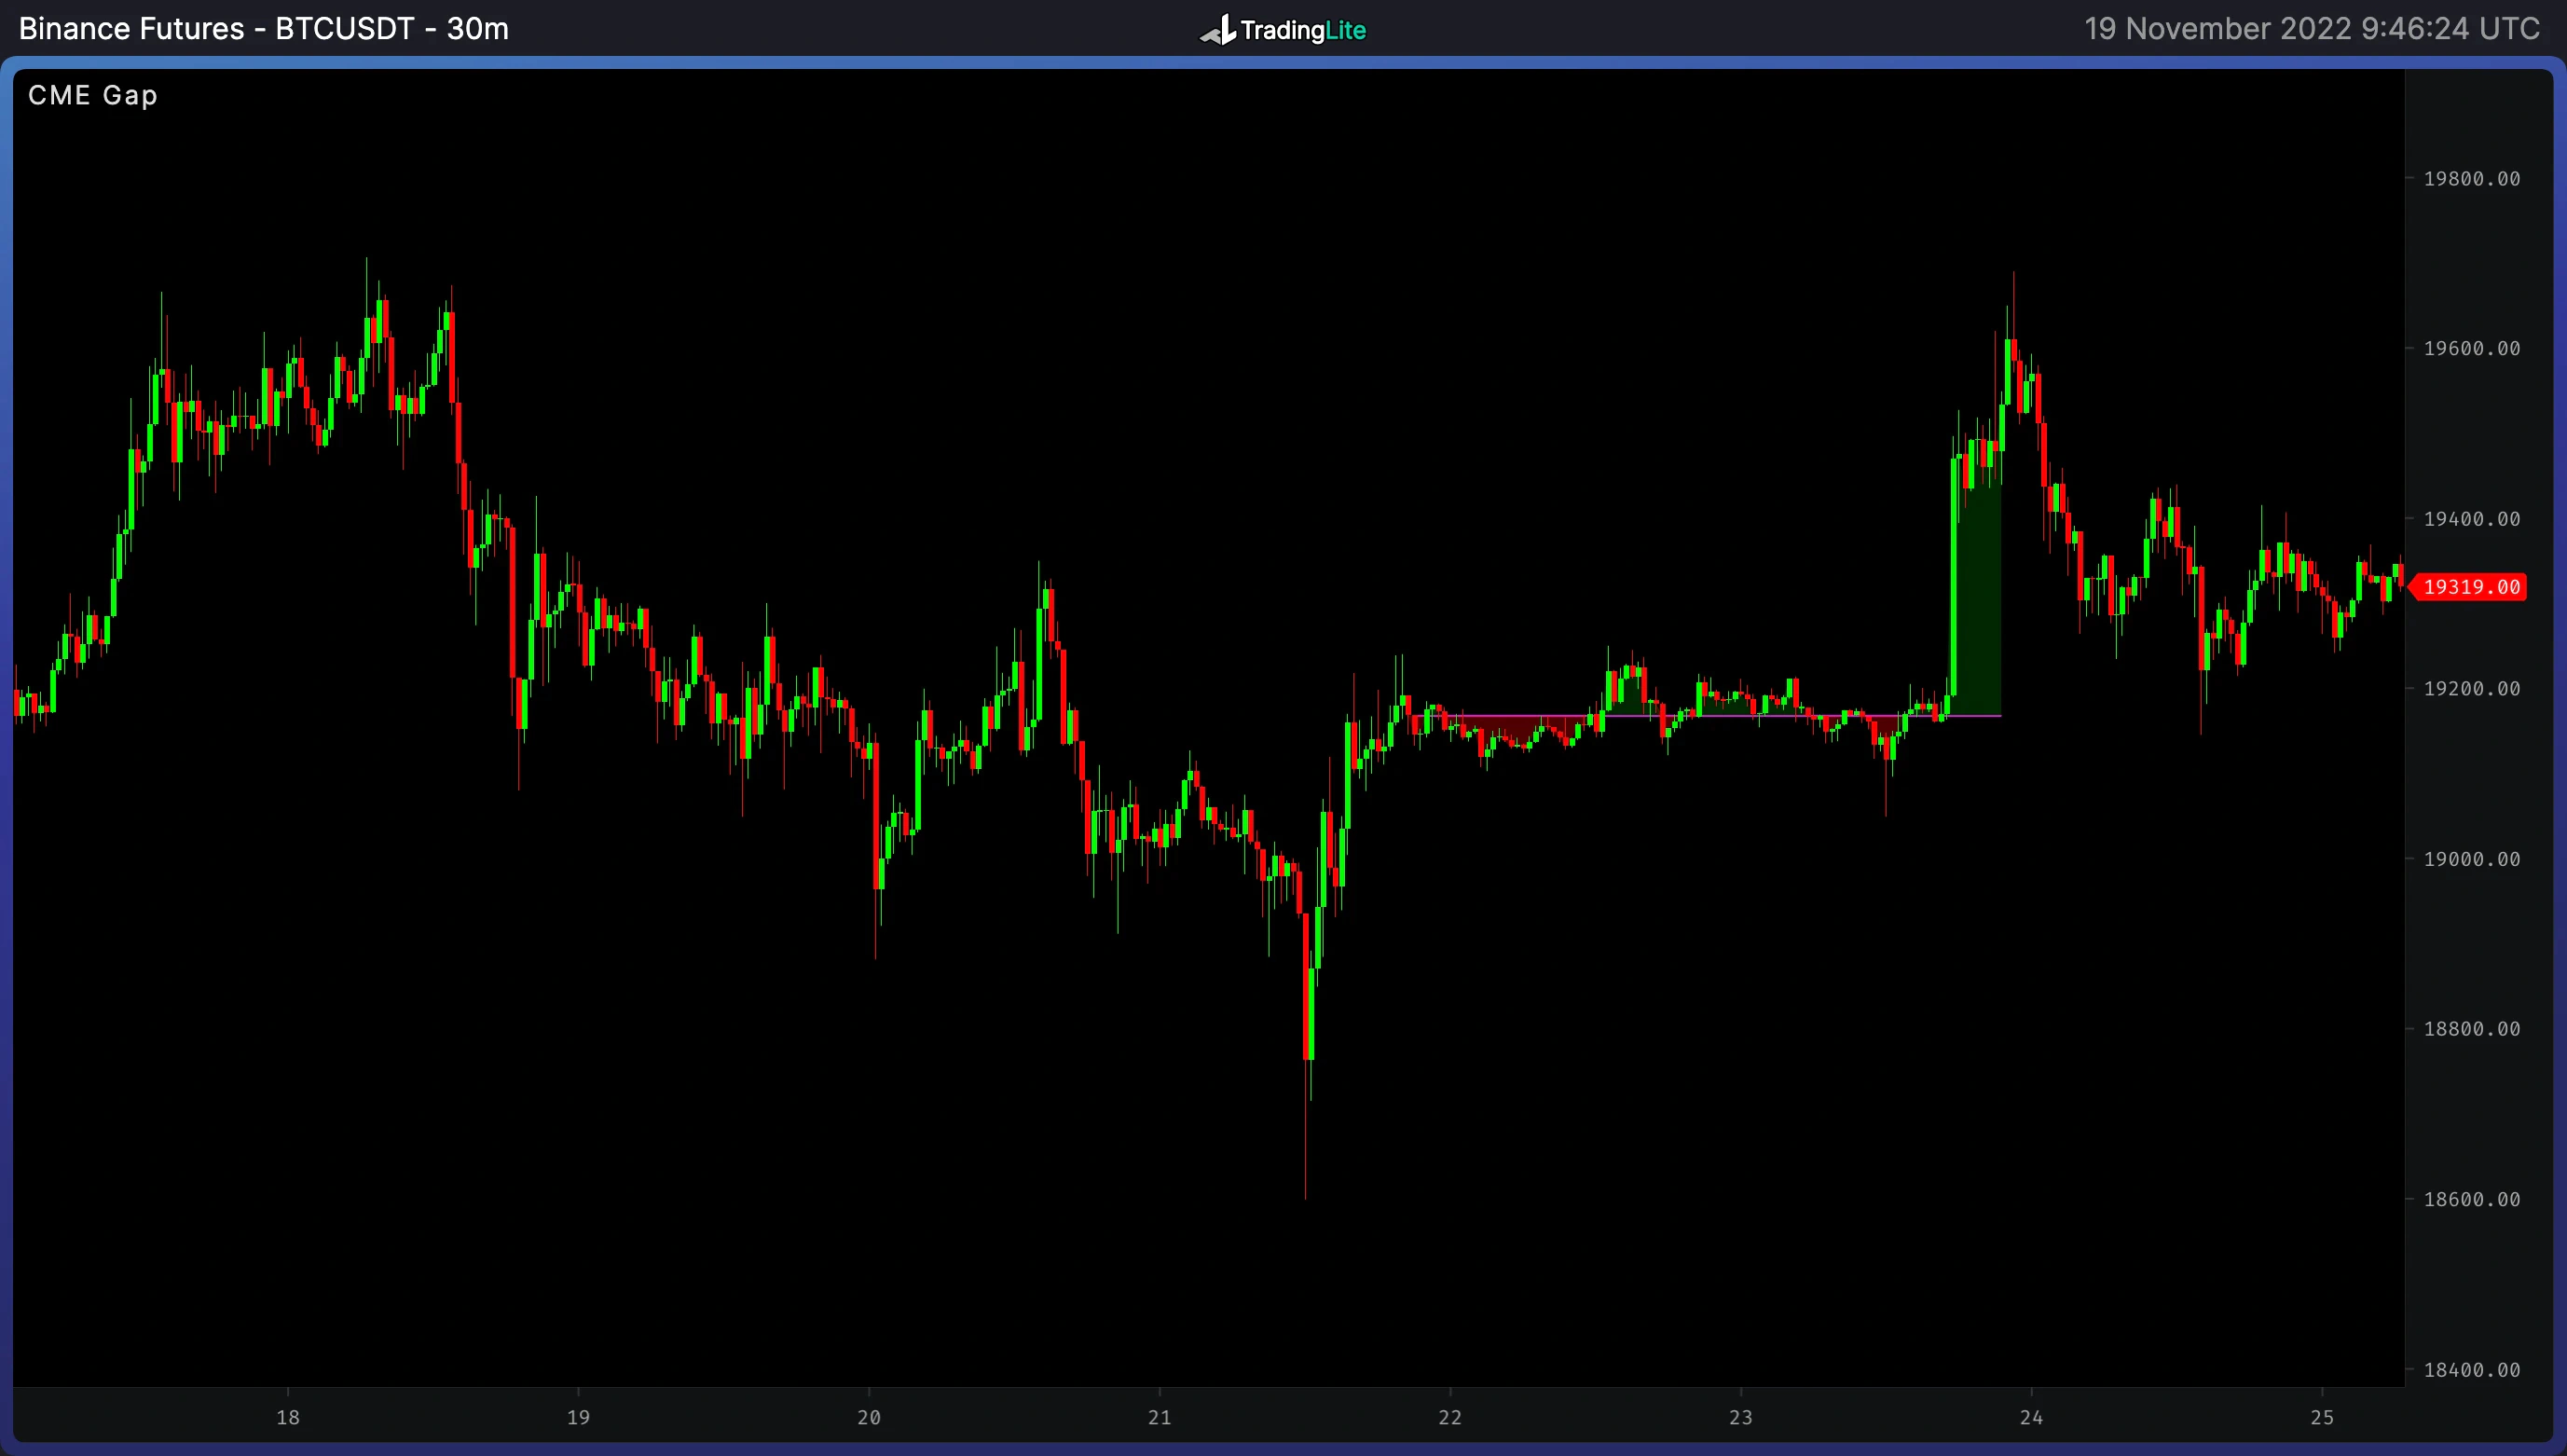 Binance Futures - BTCUSDT - 30m
TradingLite
19 November 2022 9:46:24 UTC
CME Gap
19800.00
19600.00
19400.00
19319.00
19200.00
19000.00
18800.00
18600.00
18400.00
18 19 20 21 22 23 24 25